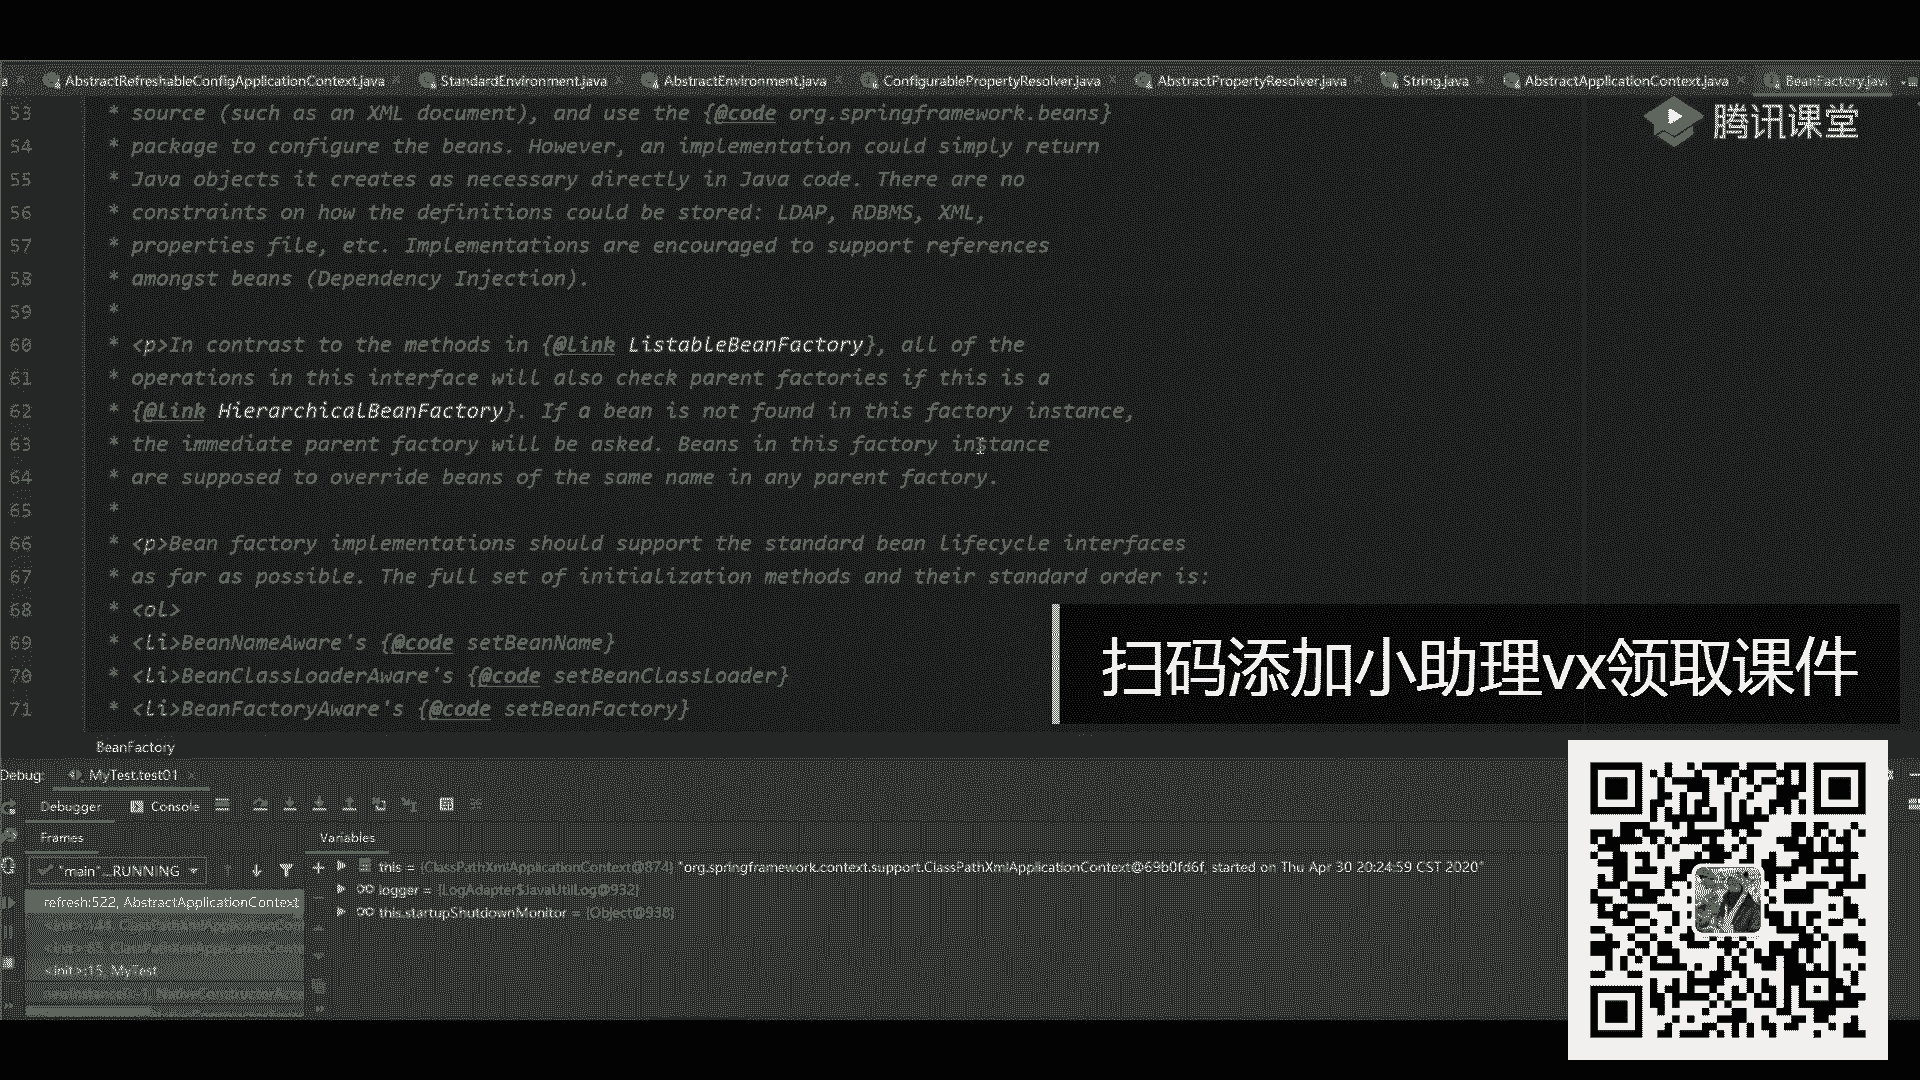 AbstractRefreshableConfigApplicationContext.java StandardEnvironment.java AbstractEnvironment.java ConfigurablePropertyResolver.java AbstractPropertyResolver.java String.java AbstractApplicationContext.java BeanFactory.java
腾讯课堂
53 * source (such as an XML document), and use the {@code org.springframework.beans}
54 * package to configure the beans. However, an implementation could simply return
55 * Java objects it creates as necessary directly in Java code. There are no
56 * constraints on how the definitions could be stored: LDAP, RDBMS, XML,
57 * properties file, etc. Implementations are encouraged to support references
58 * amongst beans (Dependency Injection).
59 *
60 * <p>In contrast to the methods in {@link ListableBeanFactory}, all of the
61 * operations in this interface will also check parent factories if this is a
62 * {@link HierarchicalBeanFactory}. If a bean is not found in this factory instance,
63 * the immediate parent factory will be asked. Beans in this factory instance
64 * are supposed to override beans of the same name in any parent factory.
65 *
66 * <p>Bean factory implementations should support the standard bean lifecycle interfaces
67 * as far as possible. The full set of initialization methods and their standard order is:
68 * <ol>
69 * <li>BeanNameAware's {@code setBeanName}
70 * <li>BeanClassLoaderAware's {@code setBeanClassLoader}
71 * <li>BeanFactoryAware's {@code setBeanFactory}
扫码添加小助理vx领取课件
BeanFactory
Debug: MyTest.test01
Debugger Console
Frames Variables
"main"...RUNNING
this = {ClassPathXmlApplicationContext@874} "org.springframework.context.support.ClassPathXmlApplicationContext@69b0fd6f, started on Thu Apr 30 20:24:59 CST 2020"
logger = {LogAdapter$JavaUtilLog@932}
this.startupShutdownMonitor = {Object@938}
refresh:522, AbstractApplicationContext
<init>:144, ClassPathXmlApplicationCon
<init>:85, ClassPathXmlApplicationConte
<init>:15, MyTest
newInstance0:-1, NativeConstructorAcce